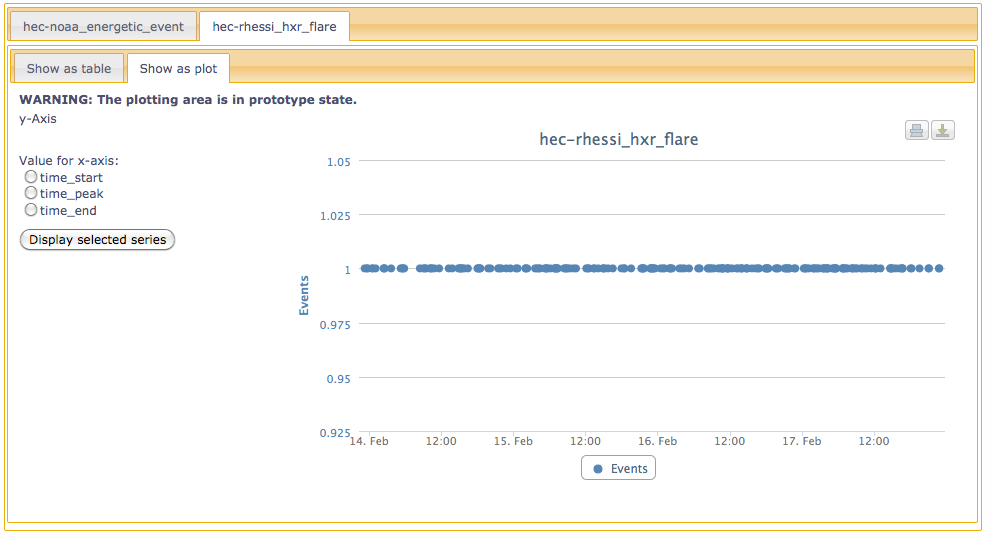 hec-noaa_energetic_event hec-rhessi_hxr_flare
Show as table Show as plot
WARNING: The plotting area is in prototype state.
y-Axis
Value for x-axis:
time_start
time_peak
time_end
Display selected series
hec-rhessi_hxr_flare
1.05
1.025
1
0.975
0.95
0.925
Events
14. Feb 12:00 15. Feb 12:00 16. Feb 12:00 17. Feb 12:00
Events